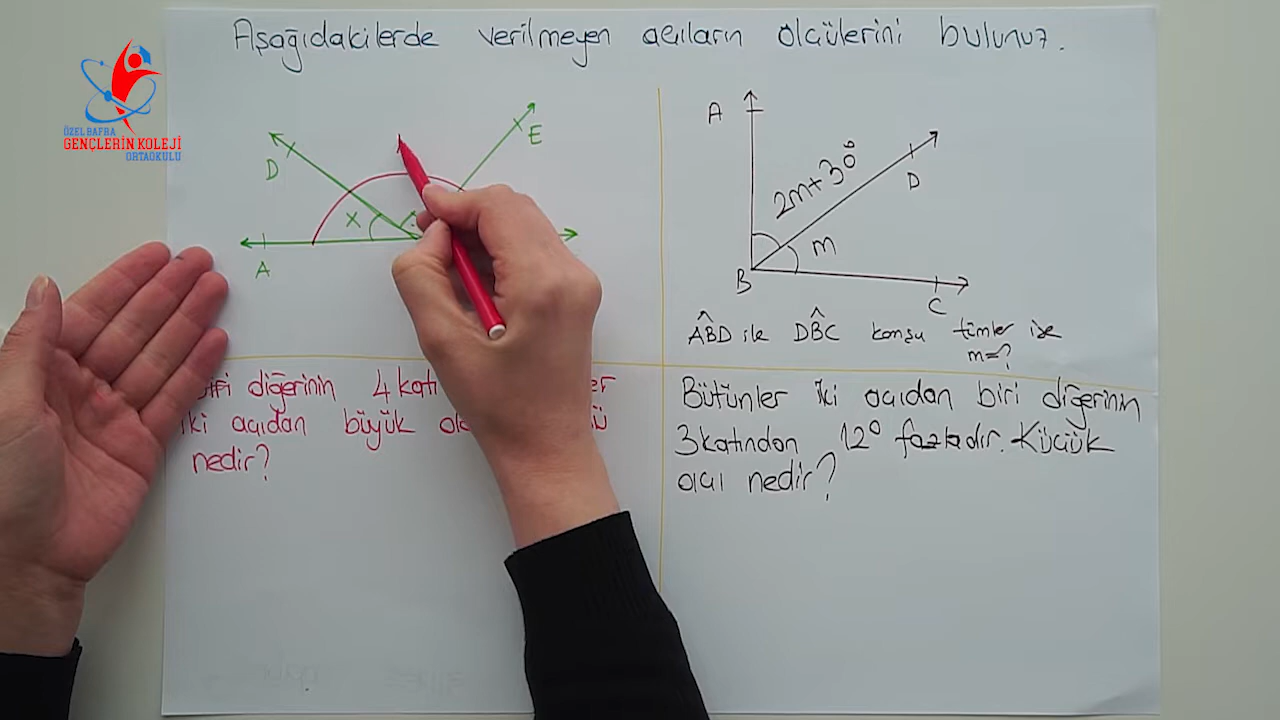 Aşağıdakilerde verilmeyen açıların ölçülerini bulunuz.
ÖZEL BAFRA
GENÇLERİN KOLEJİ
ORTAOKULU
D
E
X
A
A
2m+30°
D
m
B
C
ABD ile DBC komşu tümler ise
m=?
diğerinin 4 katı
iki açıdan büyük
nedir?
Bütünler iki açıdan biri diğerinin
3 katından 12° fazladır. Küçük
açı nedir?